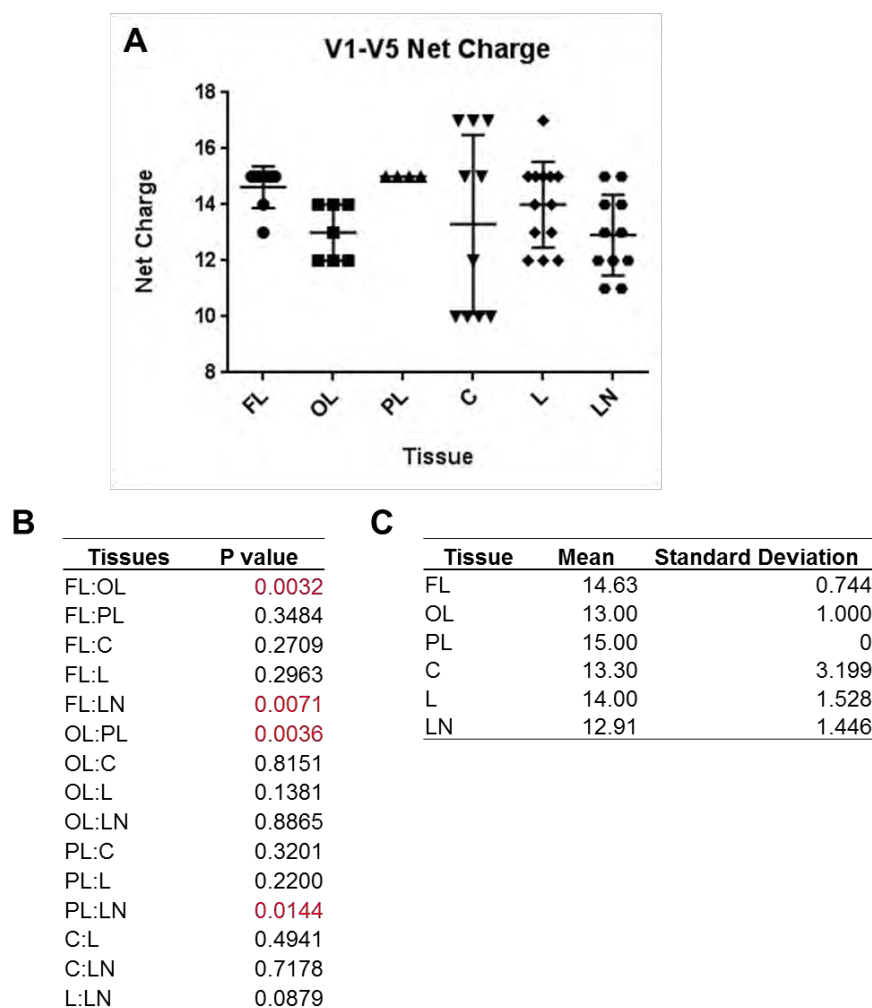 A
V1-V5 Net Charge
18
16
14
12
10
8
Net Charge
FL OL PL C L LN
Tissue
B
Tissues P value
FL:OL 0.0032
FL:PL 0.3484
FL:C 0.2709
FL:L 0.2963
FL:LN 0.0071
OL:PL 0.0036
OL:C 0.8151
OL:L 0.1381
OL:LN 0.8865
PL:C 0.3201
PL:L 0.2200
PL:LN 0.0144
C:L 0.4941
C:LN 0.7178
L:LN 0.0879
C
Tissue Mean Standard Deviation
FL 14.63 0.744
OL 13.00 1.000
PL 15.00 0
C 13.30 3.199
L 14.00 1.528
LN 12.91 1.446